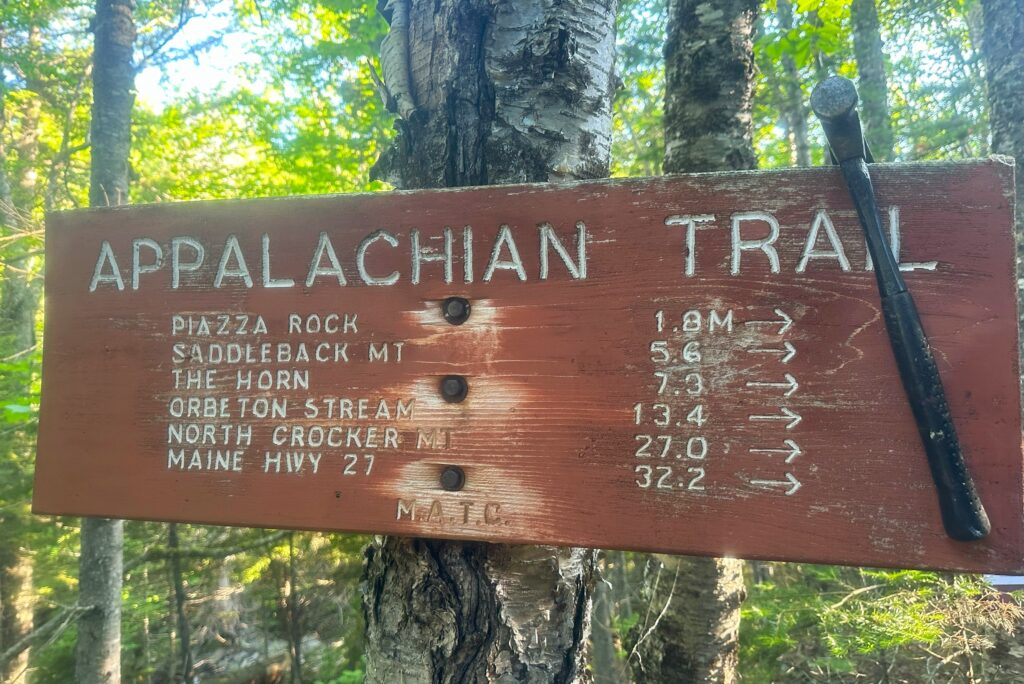 APPALACHIAN TRAIL
PIAZZA ROCK 1.8M →
SADDLEBACK MT 5.6 →
THE HORN 7.3 →
ORBETON STREAM 13.4 →
NORTH CROCKER MT 27.0 →
MAINE HWY 27 32.2 →
M.A.T.C.